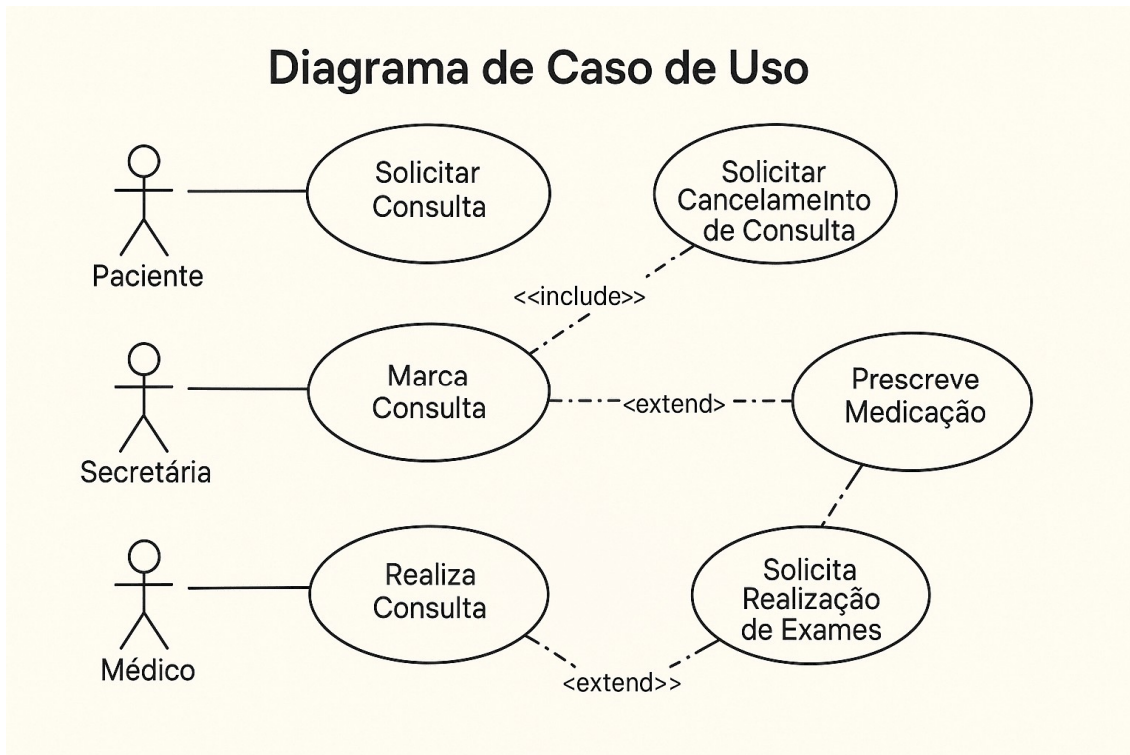 Diagrama de Caso de Uso
Solicitar
Consulta
Solicitar
CancelameInto
de Consulta
Paciente
<<include>>
Marca
Consulta
<extend>
Prescreve
Medicação
Secretária
Realiza
Consulta
Solicita
Realização
de Exames
Médico
<extend>>